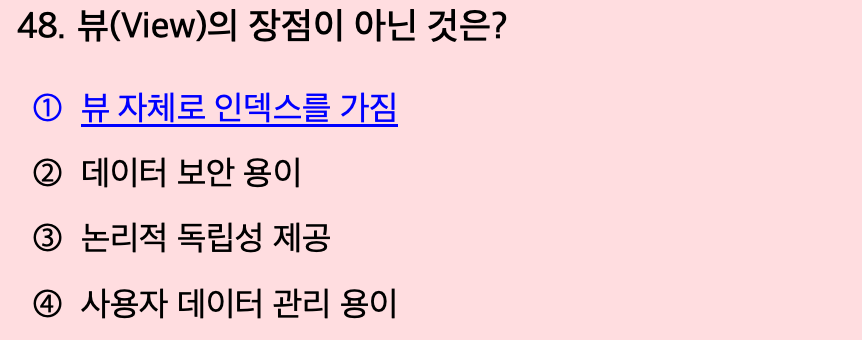 48. 뷰(View)의 장점이 아닌 것은?
① 뷰 자체로 인덱스를 가짐
② 데이터 보안 용이
③ 논리적 독립성 제공
④ 사용자 데이터 관리 용이